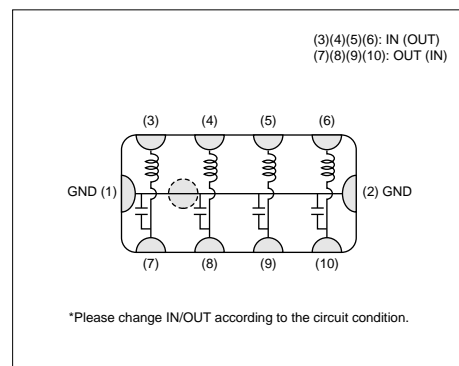 (3)(4)(5)(6): IN (OUT)
(7)(8)(9)(10): OUT (IN)
(3) (4) (5) (6)
GND (1) (2) GND
(7) (8) (9) (10)
*Please change IN/OUT according to the circuit condition.